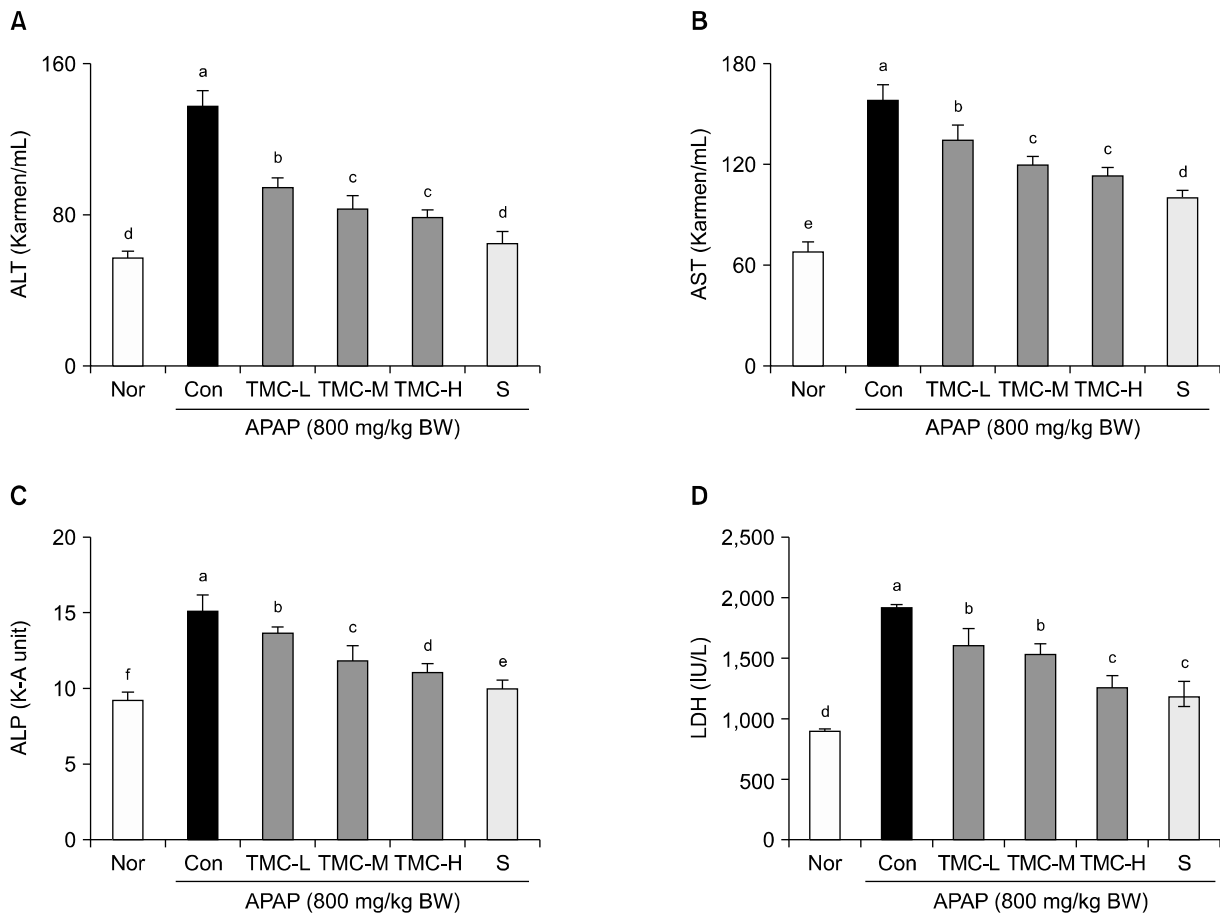 A
ALT (Karmen/mL)
160
80
0
a
b
c
c
d
d
Nor Con TMC-L TMC-M TMC-H S
APAP (800 mg/kg BW)
B
AST (Karmen/mL)
180
120
60
0
a
b
c
c
d
e
Nor Con TMC-L TMC-M TMC-H S
APAP (800 mg/kg BW)
C
ALP (K-A unit)
20
15
10
5
0
a
b
c
d
e
f
Nor Con TMC-L TMC-M TMC-H S
APAP (800 mg/kg BW)
D
LDH (IU/L)
2,500
2,000
1,500
1,000
500
0
a
b
b
c
c
d
Nor Con TMC-L TMC-M TMC-H S
APAP (800 mg/kg BW)